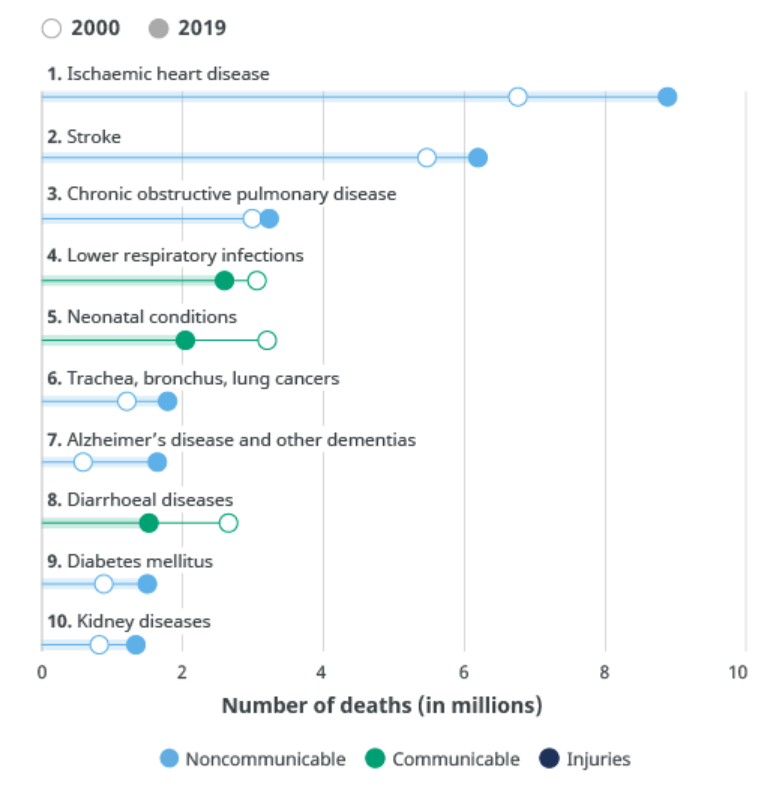 2000 2019
1. Ischaemic heart disease
2. Stroke
3. Chronic obstructive pulmonary disease
4. Lower respiratory infections
5. Neonatal conditions
6. Trachea, bronchus, lung cancers
7. Alzheimer’s disease and other dementias
8. Diarrhoeal diseases
9. Diabetes mellitus
10. Kidney diseases
0 2 4 6 8 10
Number of deaths (in millions)
Noncommunicable Communicable Injuries